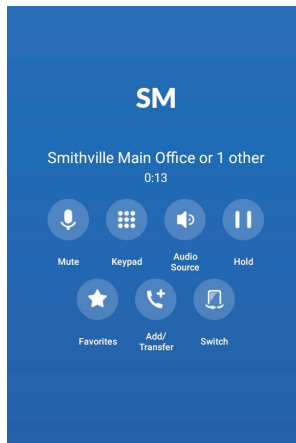 SM
Smithville Main Office or 1 other
0:13
Mute
Keypad
Audio
Source
Hold
Favorites
Add/
Transfer
Switch